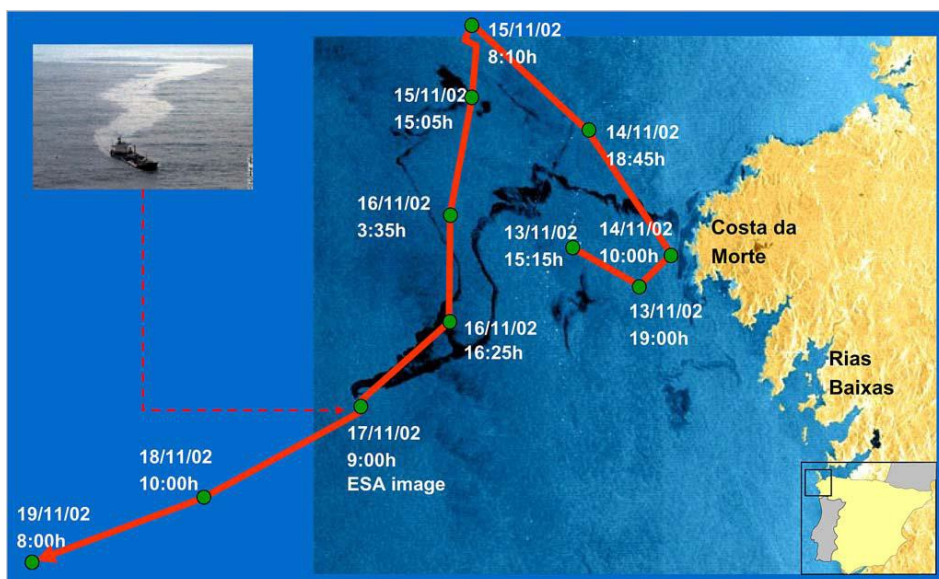 15/11/02
8:10h
15/11/02
15:05h
14/11/02
18:45h
16/11/02
3:35h
13/11/02
15:15h
14/11/02
10:00h
Costa da
Morte
13/11/02
19:00h
16/11/02
16:25h
Rias
Baixas
17/11/02
9:00h
ESA image
18/11/02
10:00h
19/11/02
8:00h